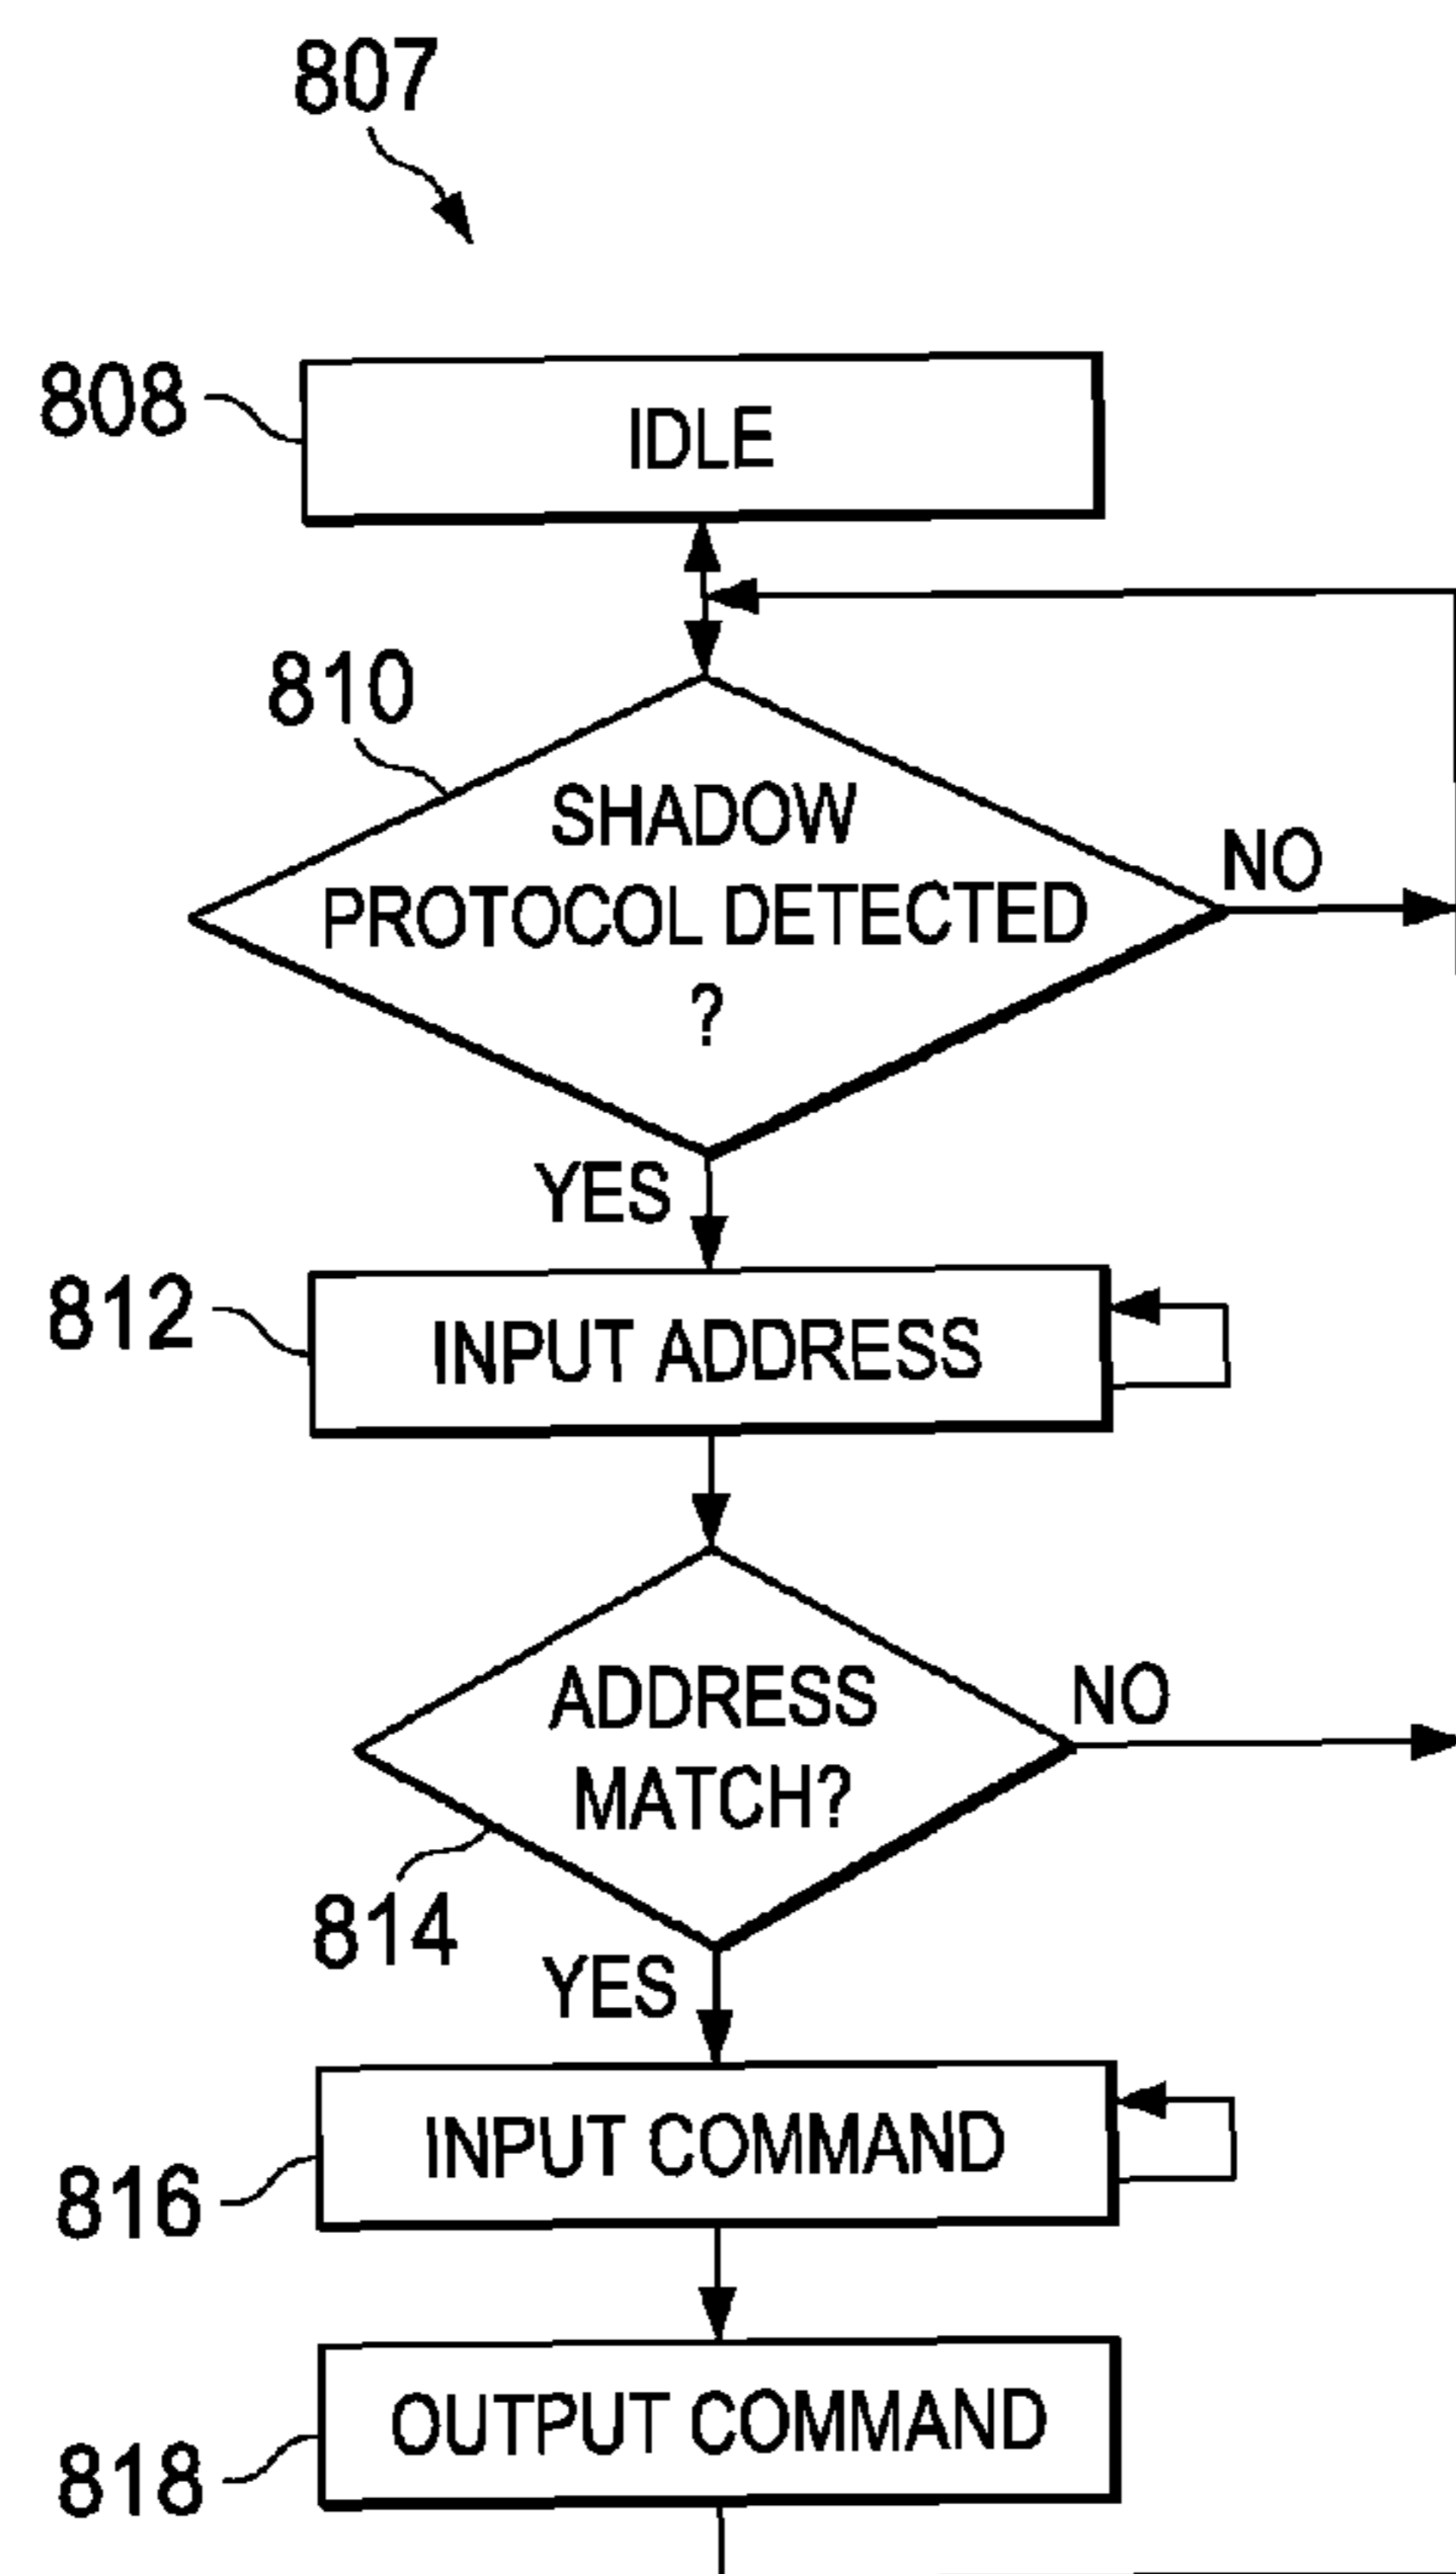 807
808
IDLE
810
SHADOW
PROTOCOL DETECTED
?
NO
YES
812
INPUT ADDRESS
ADDRESS
MATCH?
NO
814
YES
INPUT COMMAND
816
OUTPUT COMMAND
818